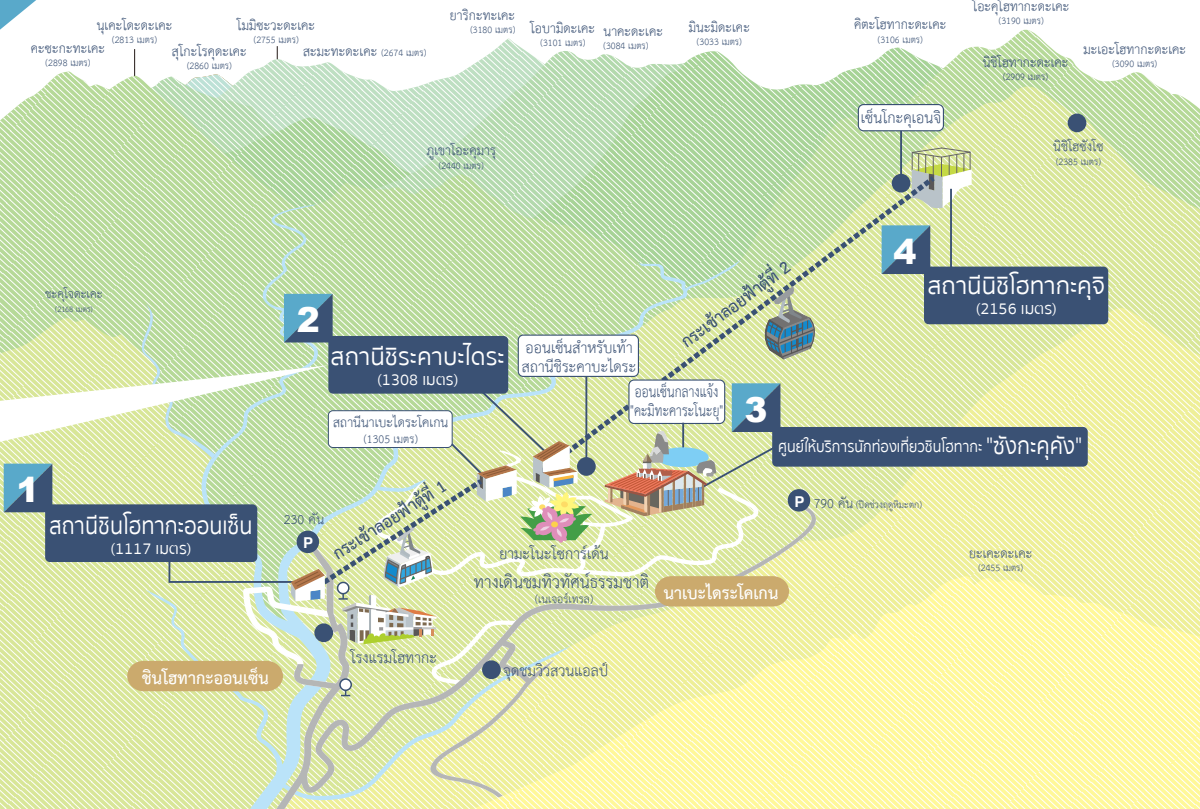 โอะคุโฮทากะดะเคะ
(3190 เมตร)
ยาริกะทะเคะ
(3180 เมตร)
นุเคะโดะดะเคะ
(2813 เมตร)
โมมิซะวะดะเคะ
(2755 เมตร)
โอบามิดะเคะ
(3101 เมตร)
นาคะดะเคะ
(3084 เมตร)
มินะมิดะเคะ
(3033 เมตร)
คิตะโฮทากะดะเคะ
(3106 เมตร)
คะซะกะทะเคะ
(2898 เมตร)
สุโกะโรคุดะเคะ
(2860 เมตร)
สะมะทะดะเคะ (2674 เมตร)
นิชิโฮทากะดะเคะ
(2909 เมตร)
มะเอะโฮทากะดะเคะ
(3090 เมตร)
เซ็นโกะคุเอนจิ
ภูเขาโอะคุมารุ
(2440 เมตร)
นิชิโฮซังโซ
(2385 เมตร)
4
สถานีนิชิโฮทากะคุจิ
(2156 เมตร)
กระเช้าลอยฟ้าตู้ที่ 2
ชะคุโจดะเคะ
(2168 เมตร)
2
สถานีชิระคาบะไดระ
(1308 เมตร)
ออนเซ็นสำหรับเท้า
สถานีชิระคาบะไดระ
ออนเซ็นกลางแจ้ง
"คะมิทะคาระโนะยุ"
3
ศูนย์ให้บริการนักท่องเที่ยวชินโฮทากะ "ซังกะคุคัง"
สถานีนาเบะไดระโคเกน
(1305 เมตร)
1
สถานีชินโฮทากะออนเซ็น
(1117 เมตร)
กระเช้าลอยฟ้าตู้ที่ 1
230 คัน
P
P
790 คัน (ปิดช่วงฤดูหิมะตก)
ยามะโนะโซการ์เด้น
ทางเดินชมทิวทัศน์ธรรมชาติ
(เนเจอร์เทรล)
นาเบะไดระโคเกน
ยะเคะดะเคะ
(2455 เมตร)
โรงแรมโฮทากะ
จุดชมวิวสวนแอลป์
ชินโฮทากะออนเซ็น